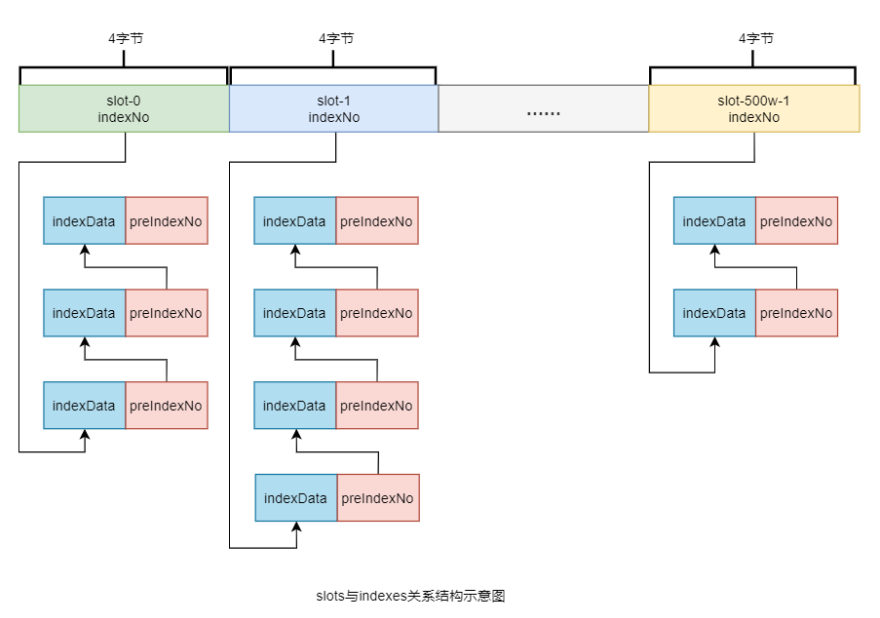 4字节 4字节 4字节
slot-0 slot-1 slot-500w-1
indexNo indexNo ...... indexNo
indexData preIndexNo indexData preIndexNo indexData preIndexNo
indexData preIndexNo indexData preIndexNo indexData preIndexNo
indexData preIndexNo indexData preIndexNo
indexData preIndexNo
slots与indexes关系结构示意图